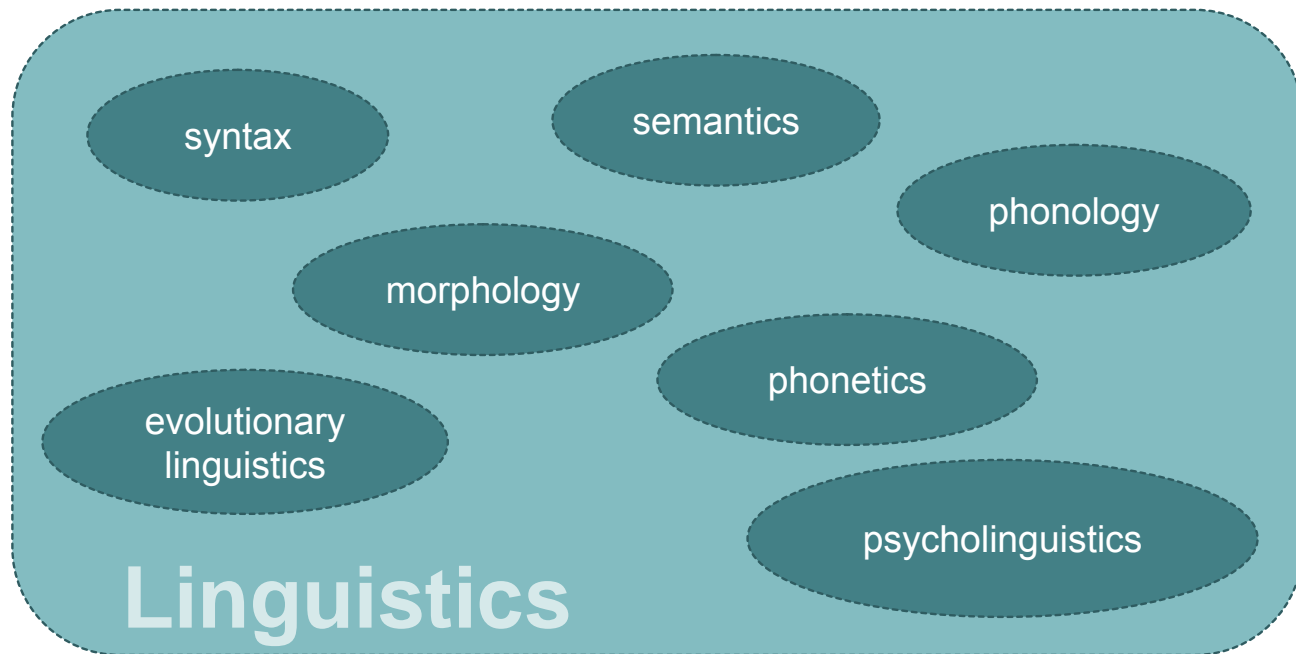 syntax
semantics
phonology
morphology
phonetics
evolutionary
linguistics
psycholinguistics
Linguistics